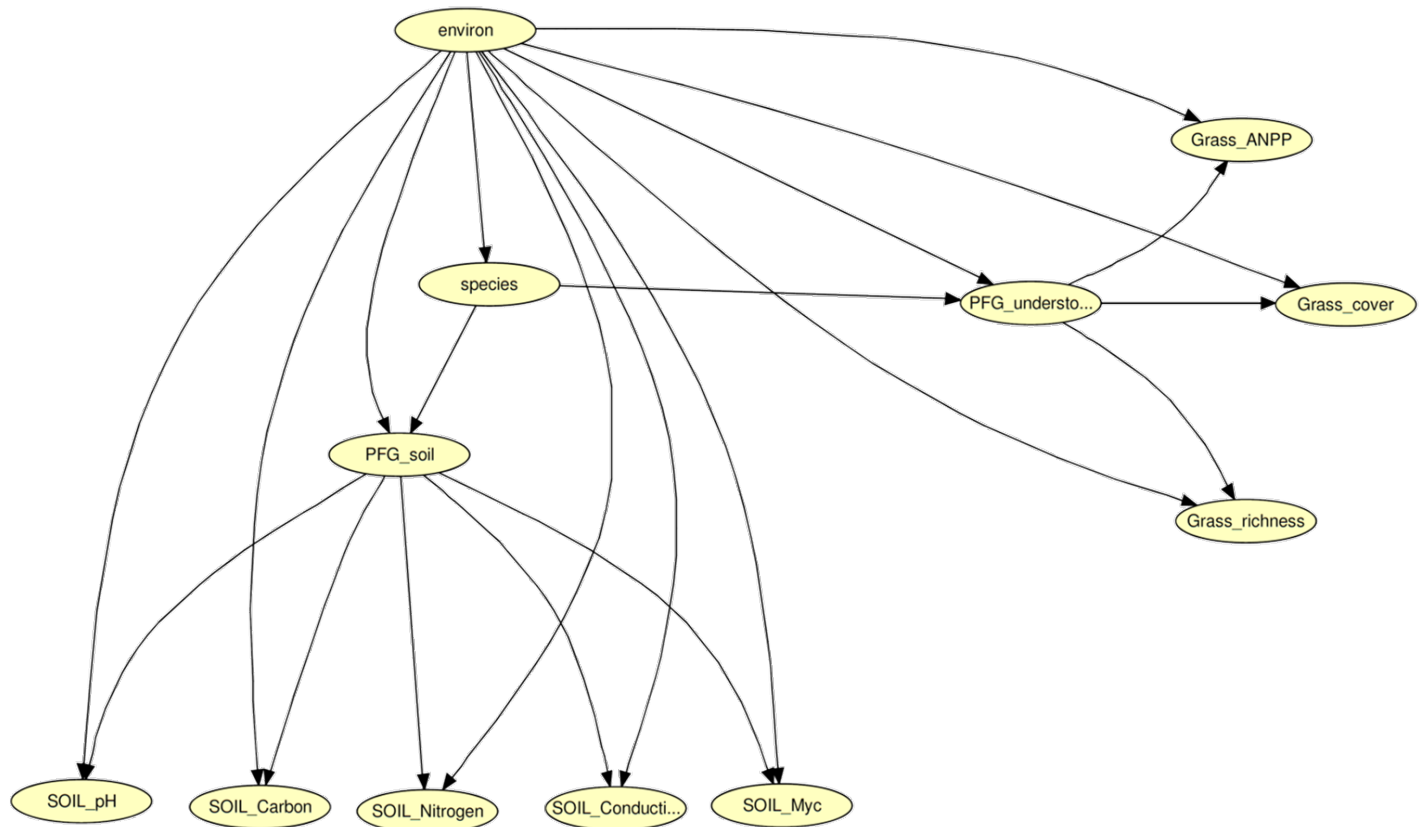 environ
Grass_ANPP
species
PFG_understo...
Grass_cover
PFG_soil
Grass_richness
SOIL_pH
SOIL_Carbon
SOIL_Nitrogen
SOIL_Conducti...
SOIL_Myc